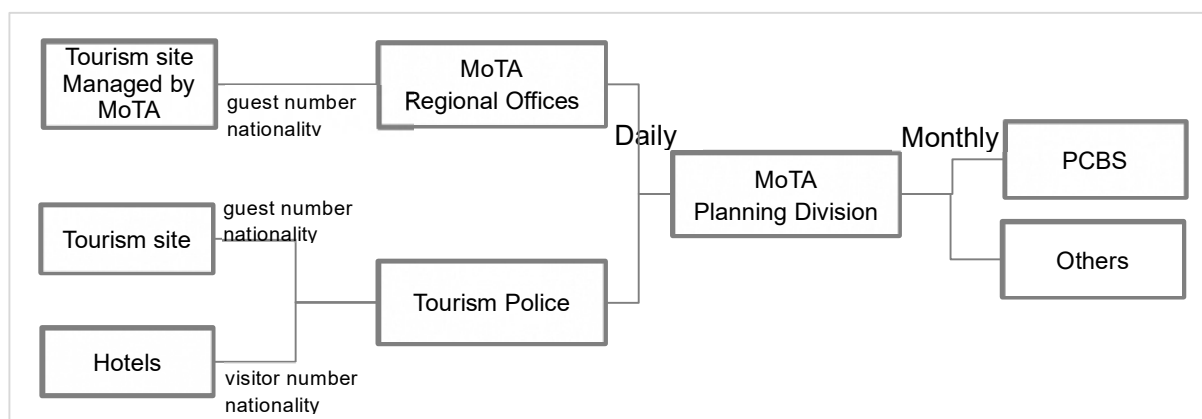 Tourism site
Managed by
MoTA
guest number
nationality
MoTA
Regional Offices
Daily
Monthly
MoTA
Planning Division
PCBS
Others
guest number
nationality
Tourism site
Tourism Police
Hotels
visitor number
nationality